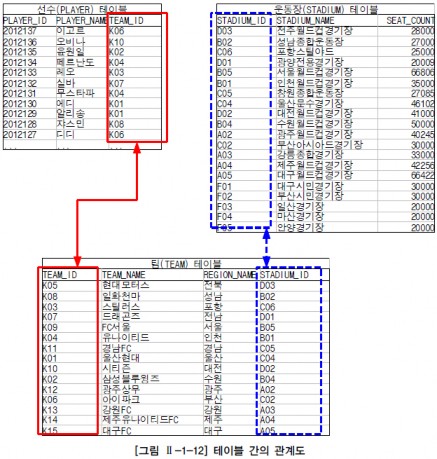 선수(PLAYER) 테이블
PLAYER_ID PLAYER_NAME TEAM_ID
2012137 이고르 K06
2012136 오비나 K10
2012135 윤원일 K02
2012134 페르난도 K04
2012133 레오 K03
2012132 실바 K07
2012131 무스타파 K04
2012130 에디 K01
2012129 알리송 K01
2012128 쟈스민 K08
2012127 디디 K06
... ... ...
운동장(STADIUM) 테이블
STADIUM_ID STADIUM_NAME SEAT_COUNT
D03 전주월드컵경기장 28000
B02 성남종합운동장 27000
C06 포항스틸야드 25000
D01 광양전용경기장 20009
B05 서울월드컵경기장 66806
B01 인천월드컵경기장 35000
C05 창원종합운동장 27085
C04 울산문수경기장 46102
D02 대전월드컵경기장 41000
B04 수원월드컵경기장 50000
A02 광주월드컵경기장 40245
C02 부산아시아드경기장 30000
A03 강릉종합경기장 33000
A04 제주월드컵경기장 42256
A05 대구월드컵경기장 66422
F01 대구시민경기장 30000
F02 부산시민경기장 30000
F03 일산경기장 20000
F04 마산경기장 20000
F05 안양경기장 20000
팀(TEAM) 테이블
TEAM_ID TEAM_NAME REGION_NAME STADIUM_ID
K05 현대모터스 전북 D03
K08 일화천마 성남 B02
K03 스틸러스 포항 C06
K07 드래곤즈 전남 D01
K09 FC서울 서울 B05
K04 유나이티드 인천 B01
K11 경남FC 경남 C05
K01 울산현대 울산 C04
K10 시티즌 대전 D02
K02 삼성블루윙즈 수원 B04
K12 광주상무 광주 A02
K06 아이파크 부산 C02
K13 강원FC 강원 A03
K14 제주유나이티드FC 제주 A04
K15 대구FC 대구 A05
[그림 Ⅱ-1-12] 테이블 간의 관계도